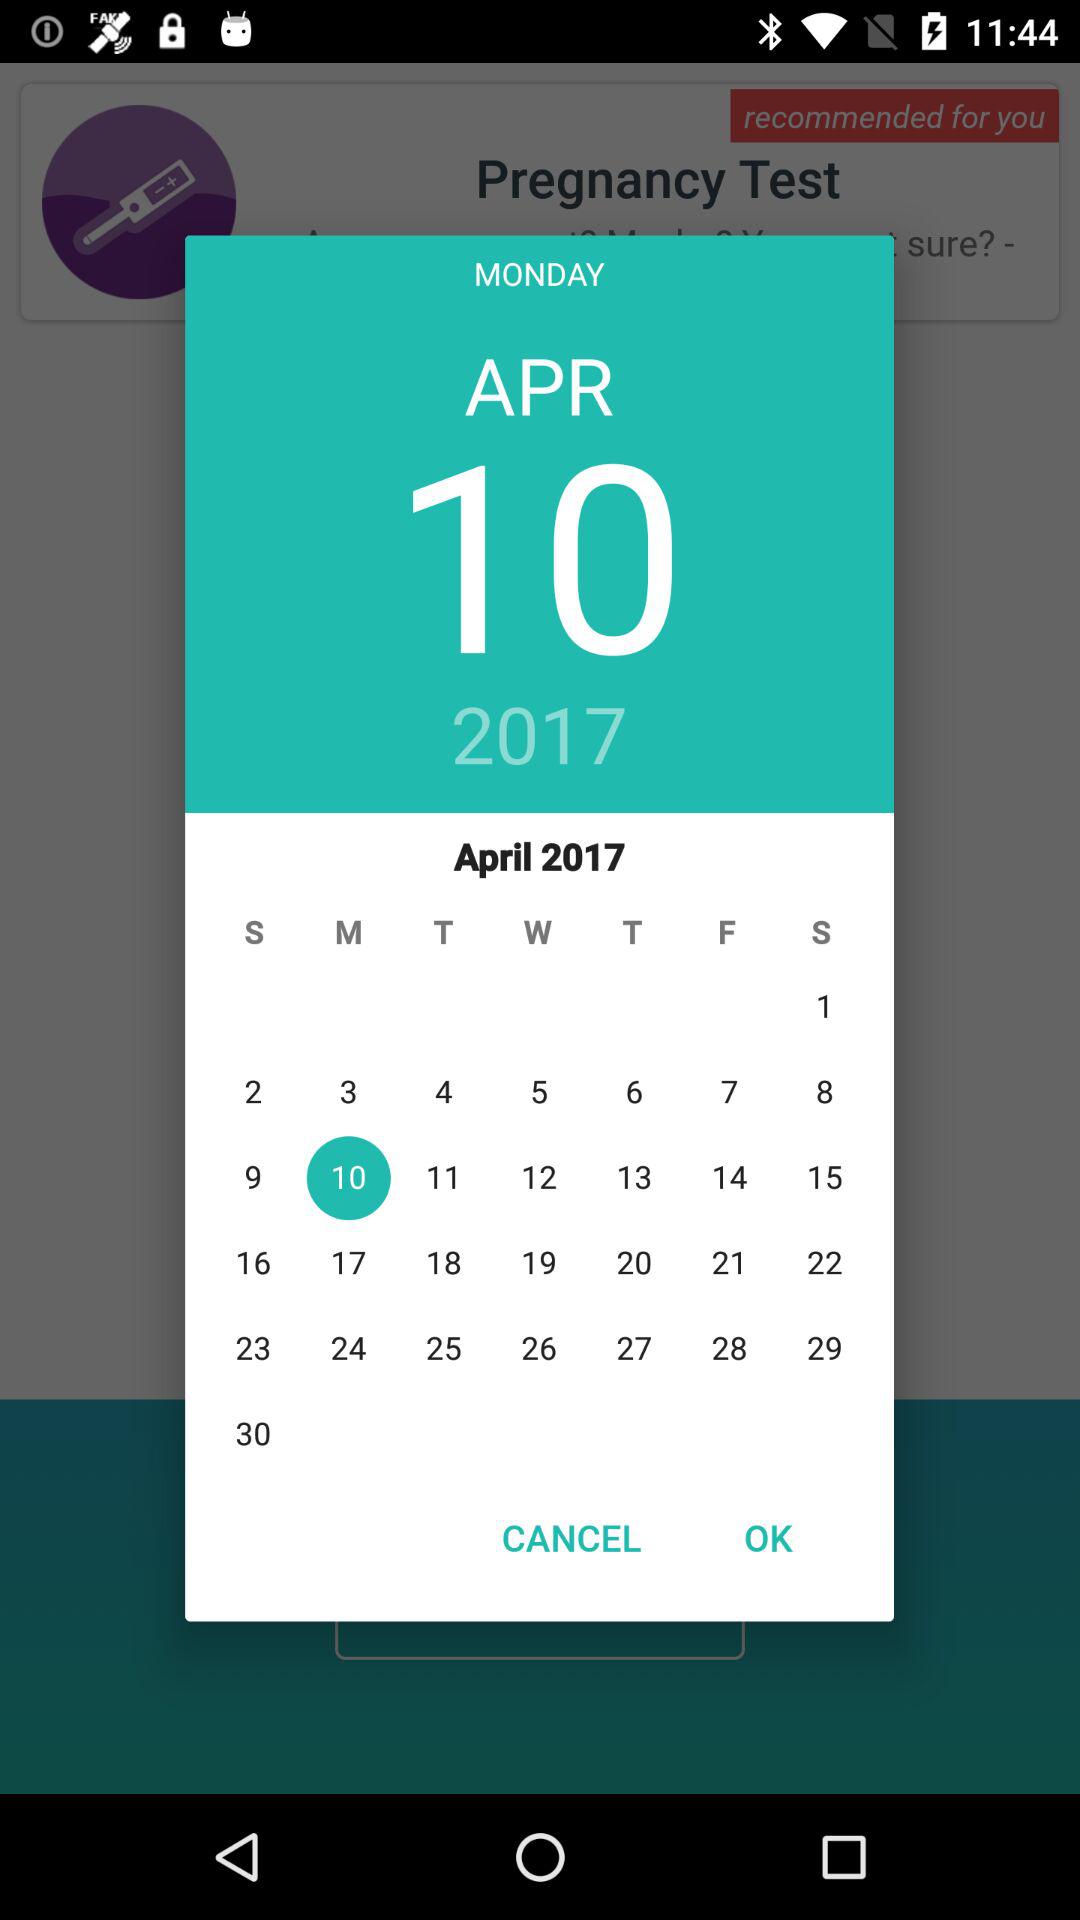 FAKE
11:44
recommended for you
Pregnancy Test
sure? -
MONDAY
APR
10
2017
April 2017
S M T W T F S
1
2 3 4 5 6 7 8
9 10 11 12 13 14 15
16 17 18 19 20 21 22
23 24 25 26 27 28 29
30
CANCEL OK